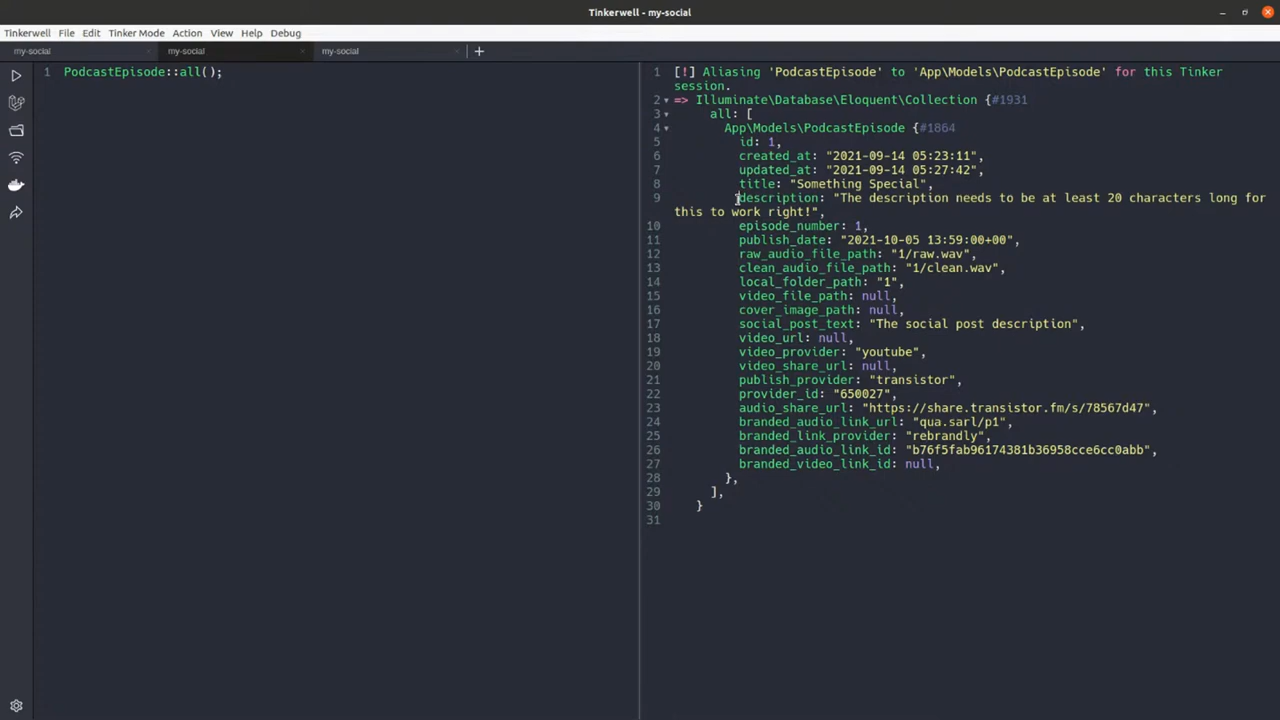 Tinkerwell - my-social
Tinkerwell File Edit Tinker Mode Action View Help Debug
my-social × my-social × my-social × +
1 PodcastEpisode::all();
1 [!] Aliasing 'PodcastEpisode' to 'App\Models\PodcastEpisode' for this Tinker
session.
2 => Illuminate\Database\Eloquent\Collection {#1931
3 all: [
4 App\Models\PodcastEpisode {#1864
5 id: 1,
6 created_at: "2021-09-14 05:23:11",
7 updated_at: "2021-09-14 05:27:42",
8 title: "Something Special",
9 description: "The description needs to be at least 20 characters long for
this to work right!",
10 episode_number: 1,
11 publish_date: "2021-10-05 13:59:00+00",
12 raw_audio_file_path: "1/raw.wav",
13 clean_audio_file_path: "1/clean.wav",
14 local_folder_path: "1",
15 video_file_path: null,
16 cover_image_path: null,
17 social_post_text: "The social post description",
18 video_url: null,
19 video_provider: "youtube",
20 video_share_url: null,
21 publish_provider: "transistor",
22 provider_id: "650027",
23 audio_share_url: "https://share.transistor.fm/s/78567d47",
24 branded_audio_link_url: "qua.sarl/p1",
25 branded_link_provider: "rebrandly",
26 branded_audio_link_id: "b76f5fab96174381b36958cce6cc0abb",
27 branded_video_link_id: null,
28 },
29 ],
30 }
31